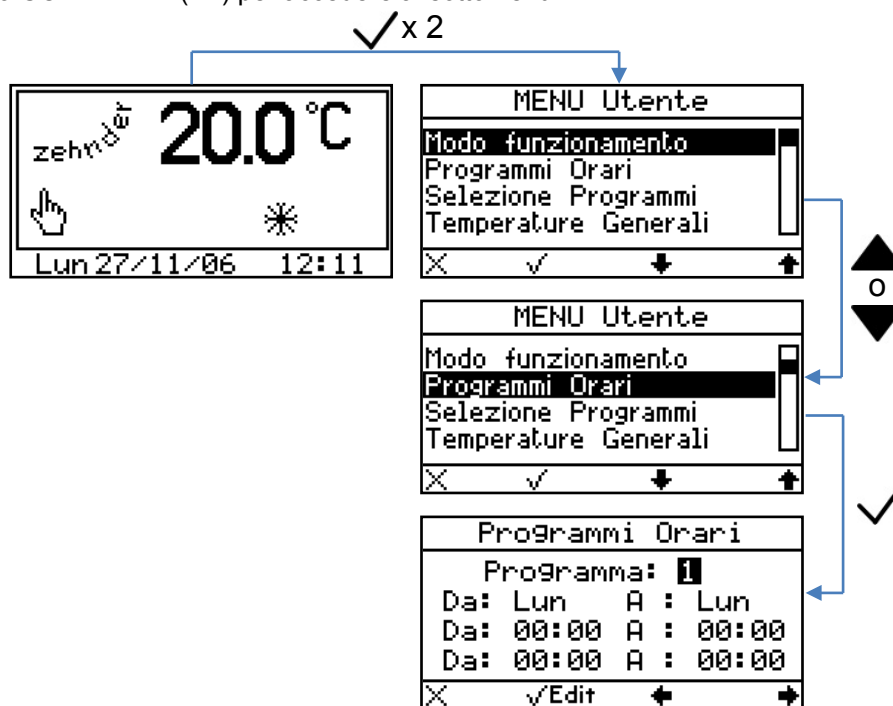 x 2
zehnder 20.0 °C
Lun 27/11/06 12:11
MENU Utente
Modo funzionamento
Programmi Orari
Selezione Programmi
Temperature Generali
o
MENU Utente
Modo funzionamento
Programmi Orari
Selezione Programmi
Temperature Generali
Programmi Orari
Programma: 1
Da: Lun A : Lun
Da: 00:00 A : 00:00
Da: 00:00 A : 00:00
X √Edit